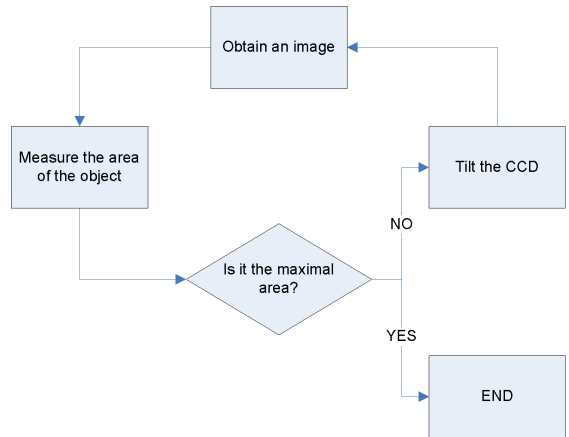 Obtain an image
Measure the area
of the object
Tilt the CCD
NO
Is it the maximal
area?
YES
END